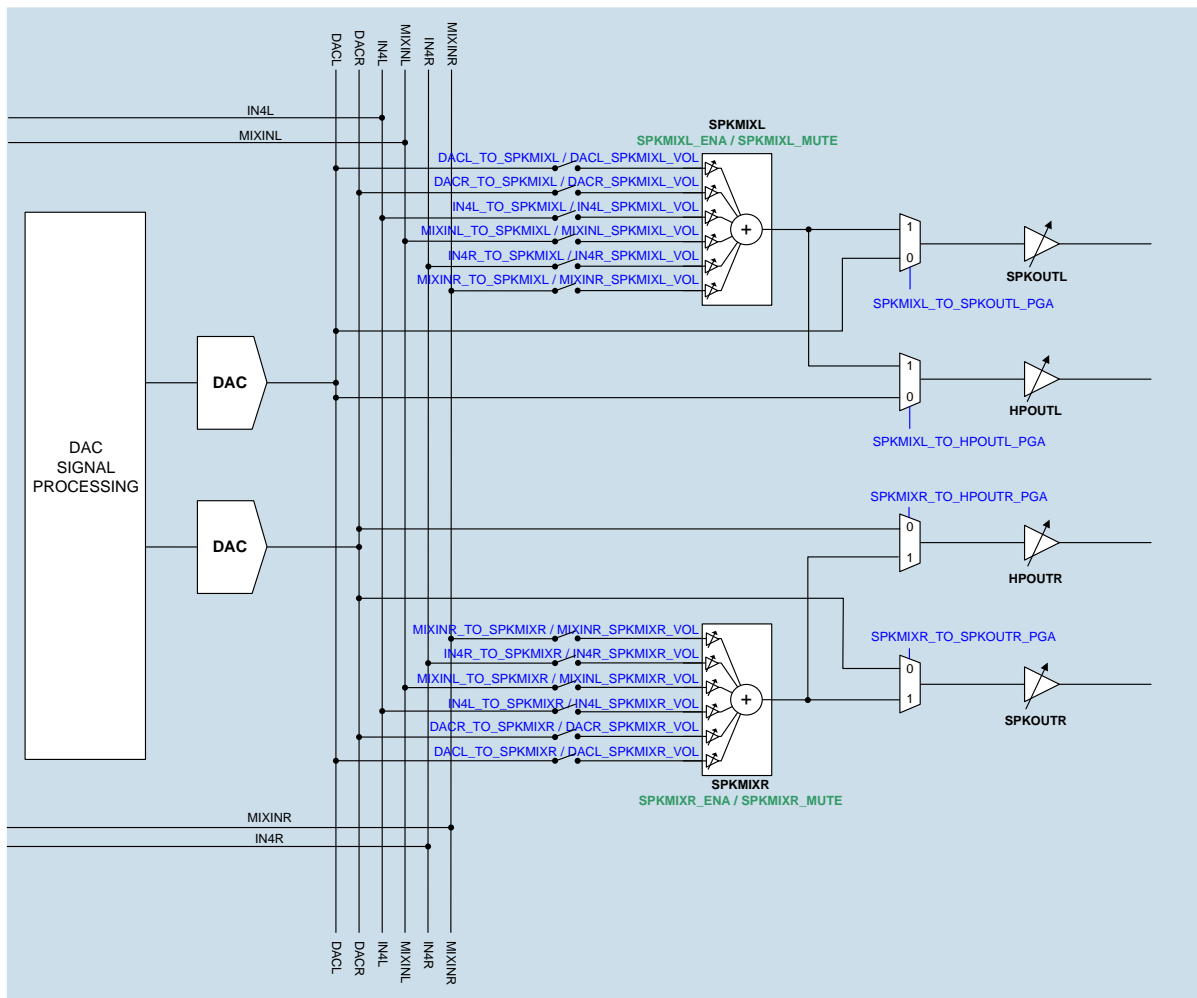 DACL
DACR
IN4L
MIXINL
IN4R
MIXINR
IN4L
MIXINL
SPKMIXL
SPKMIXL_ENA / SPKMIXL_MUTE
DACL_TO_SPKMIXL / DACL_SPKMIXL_VOL
DACR_TO_SPKMIXL / DACR_SPKMIXL_VOL
IN4L_TO_SPKMIXL / IN4L_SPKMIXL_VOL
MIXINL_TO_SPKMIXL / MIXINL_SPKMIXL_VOL
IN4R_TO_SPKMIXL / IN4R_SPKMIXL_VOL
MIXINR_TO_SPKMIXL / MIXINR_SPKMIXL_VOL
+
1
0
SPKOUTL
SPKMIXL_TO_SPKOUTL_PGA
DAC
1
0
HPOUTL
SPKMIXL_TO_HPOUTL_PGA
DAC
SIGNAL
PROCESSING
SPKMIXR_TO_HPOUTR_PGA
DAC
0
1
HPOUTR
MIXINR_TO_SPKMIXR / MIXINR_SPKMIXR_VOL
IN4R_TO_SPKMIXR / IN4R_SPKMIXR_VOL
MIXINL_TO_SPKMIXR / MIXINL_SPKMIXR_VOL
IN4L_TO_SPKMIXR / IN4L_SPKMIXR_VOL
DACR_TO_SPKMIXR / DACR_SPKMIXR_VOL
DACL_TO_SPKMIXR / DACL_SPKMIXR_VOL
+
SPKMIXR_TO_SPKOUTR_PGA
0
1
SPKOUTR
SPKMIXR
SPKMIXR_ENA / SPKMIXR_MUTE
MIXINR
IN4R
DACL
DACR
IN4L
MIXINL
IN4R
MIXINR